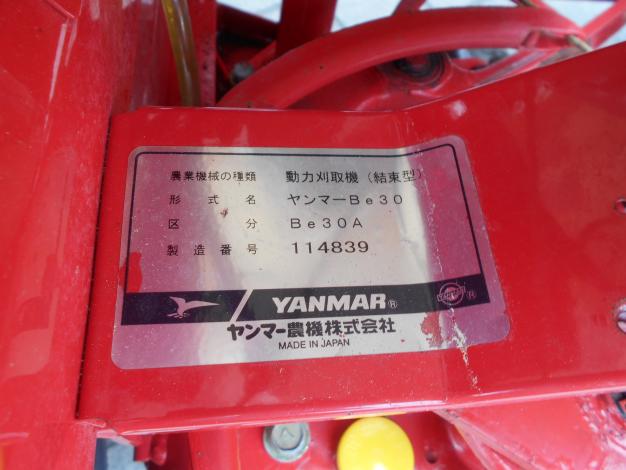 農業機械の種類 動力刈取機(結束型)
形式名 ヤンマーBe30
区分 Be30A
製造番号 114839
YANMAR®
®
ヤンマー農機株式会社
MADE IN JAPAN